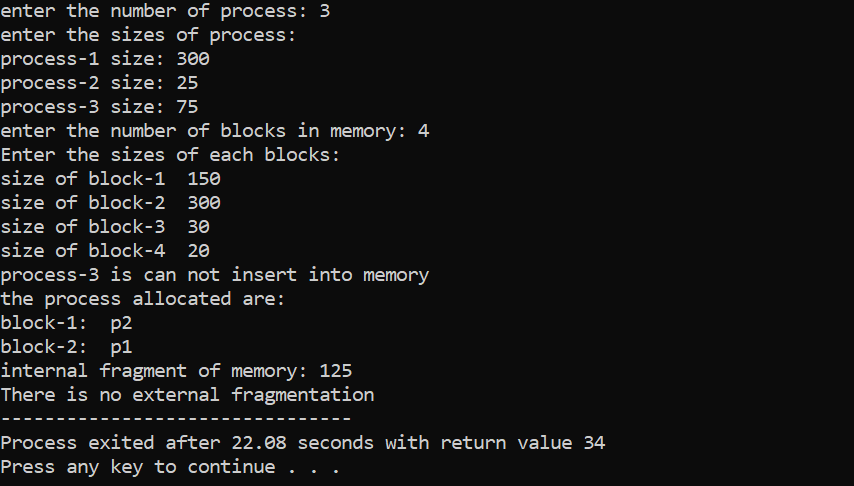 enter the number of process: 3
enter the sizes of process:
process-1 size: 300
process-2 size: 25
process-3 size: 75
enter the number of blocks in memory: 4
Enter the sizes of each blocks:
size of block-1  150
size of block-2  300
size of block-3  30
size of block-4  20
process-3 is can not insert into memory
the process allocated are:
block-1:  p2
block-2:  p1
internal fragment of memory: 125
There is no external fragmentation
--------------------------------
Process exited after 22.08 seconds with return value 34
Press any key to continue . . .